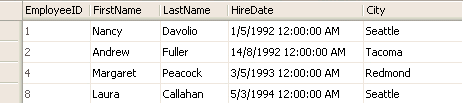 EmployeeID FirstName LastName HireDate City
1 Nancy Davolio 1/5/1992 12:00:00 AM Seattle
2 Andrew Fuller 14/8/1992 12:00:00 AM Tacoma
4 Margaret Peacock 3/5/1993 12:00:00 AM Redmond
8 Laura Callahan 5/3/1994 12:00:00 AM Seattle